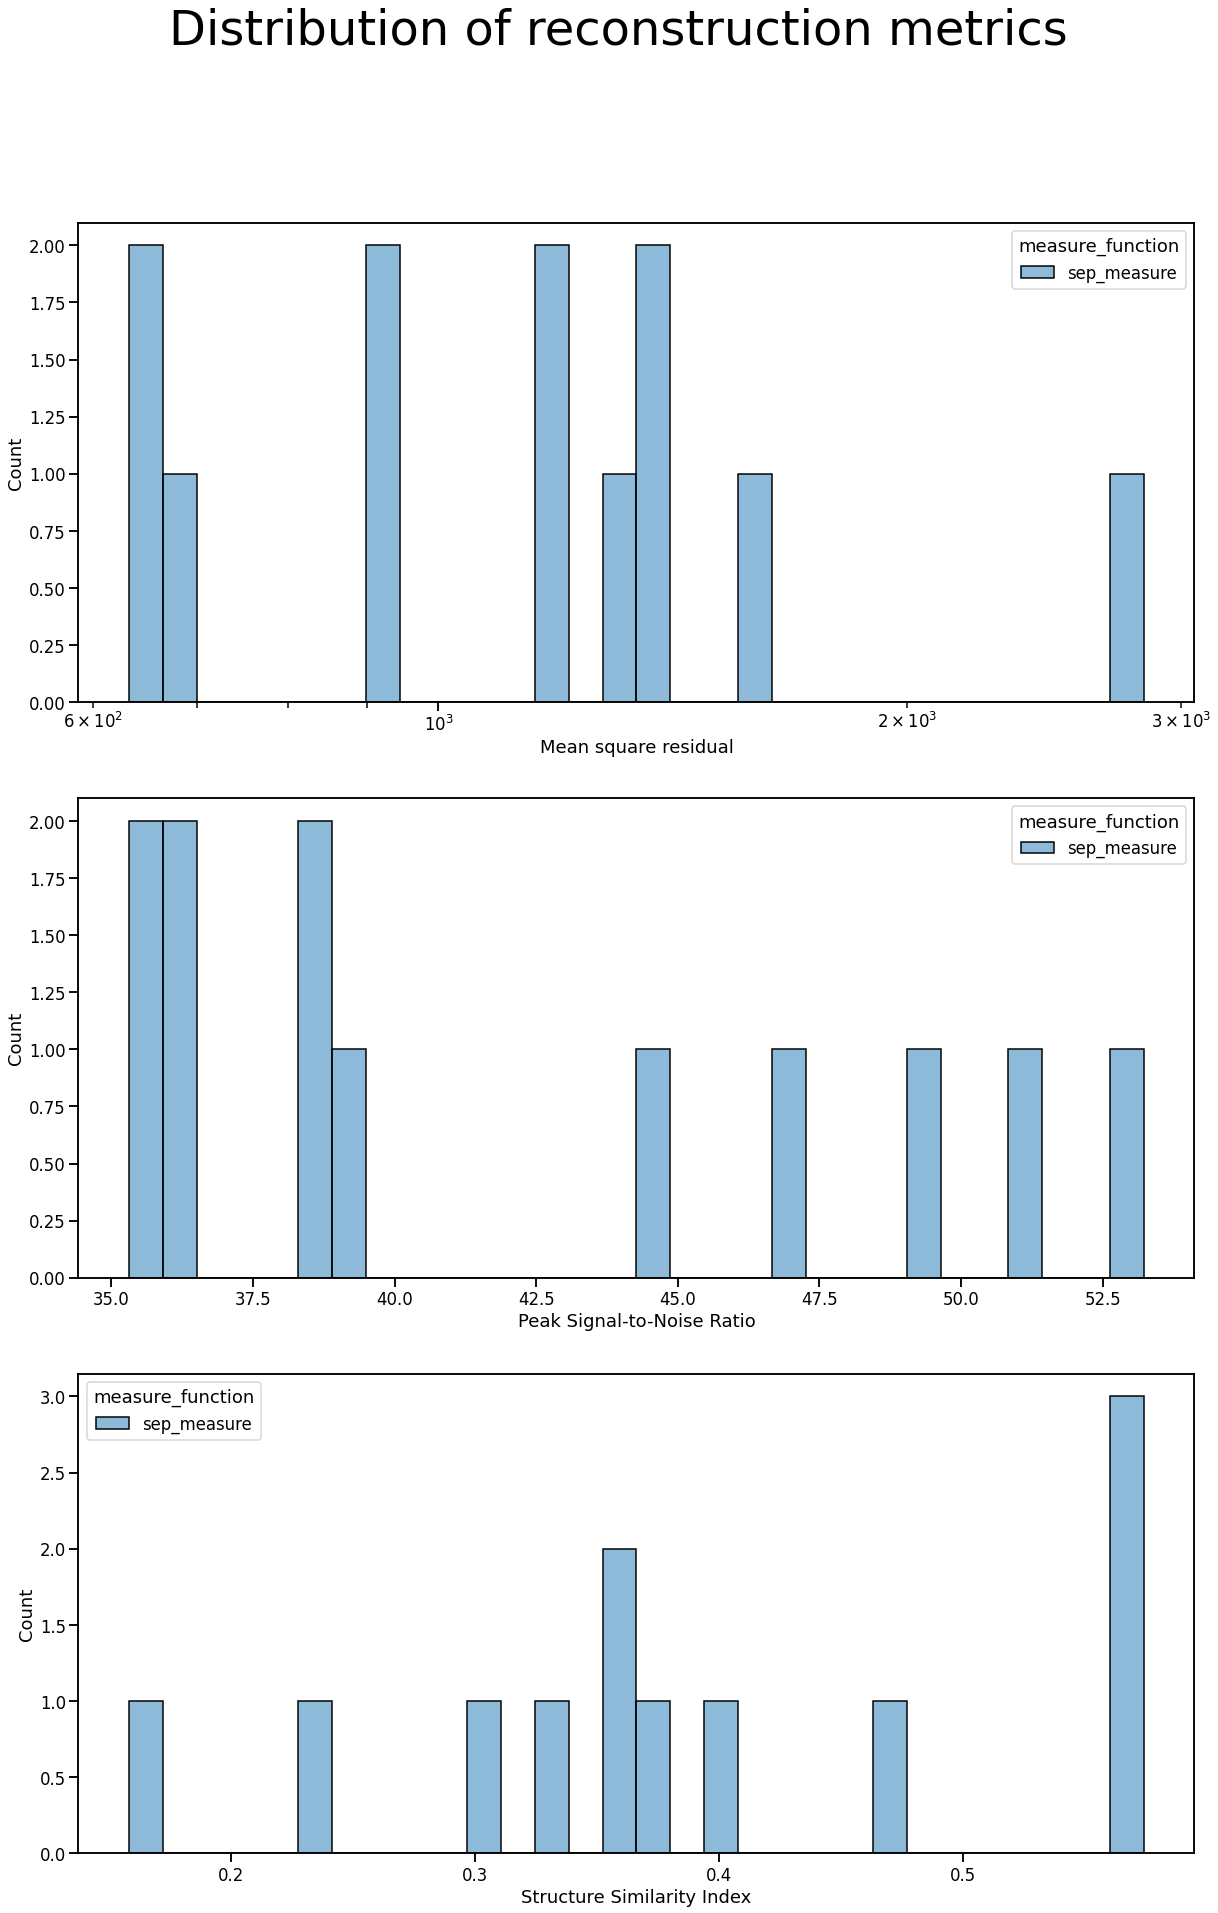 Distribution of reconstruction metrics
2.00
1.75
1.50
1.25
1.00
0.75
0.50
0.25
0.00
Count
measure_function
sep_measure
6 × 10²
10³
2 × 10³
3 × 10³
Mean square residual
2.00
1.75
1.50
1.25
1.00
0.75
0.50
0.25
0.00
Count
measure_function
sep_measure
35.0 37.5 40.0 42.5 45.0 47.5 50.0 52.5
Peak Signal-to-Noise Ratio
3.0
2.5
2.0
1.5
1.0
0.5
0.0
Count
measure_function
sep_measure
0.2 0.3 0.4 0.5
Structure Similarity Index